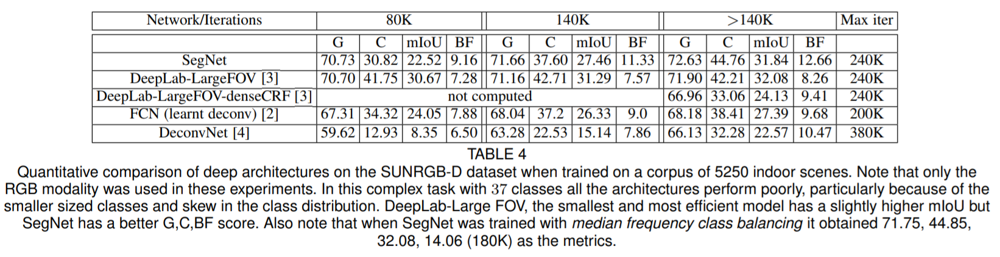 Network/Iterations 80K 140K >140K Max iter
G C mIoU BF G C mIoU BF G C mIoU BF
SegNet 70.73 30.82 22.52 9.16 71.66 37.60 27.46 11.33 72.63 44.76 31.84 12.66 240K
DeepLab-LargeFOV [3] 70.70 41.75 30.67 7.28 71.16 42.71 31.29 7.57 71.90 42.21 32.08 8.26 240K
DeepLab-LargeFOV-denseCRF [3] not computed 66.96 33.06 24.13 9.41 240K
FCN (learnt deconv) [2] 67.31 34.32 24.05 7.88 68.04 37.2 26.33 9.0 68.18 38.41 27.39 9.68 200K
DeconvNet [4] 59.62 12.93 8.35 6.50 63.28 22.53 15.14 7.86 66.13 32.28 22.57 10.47 380K
TABLE 4
Quantitative comparison of deep architectures on the SUNRGB-D dataset when trained on a corpus of 5250 indoor scenes. Note that only the
RGB modality was used in these experiments. In this complex task with 37 classes all the architectures perform poorly, particularly because of the
smaller sized classes and skew in the class distribution. DeepLab-Large FOV, the smallest and most efficient model has a slightly higher mIoU but
SegNet has a better G,C,BF score. Also note that when SegNet was trained with median frequency class balancing it obtained 71.75, 44.85,
32.08, 14.06 (180K) as the metrics.